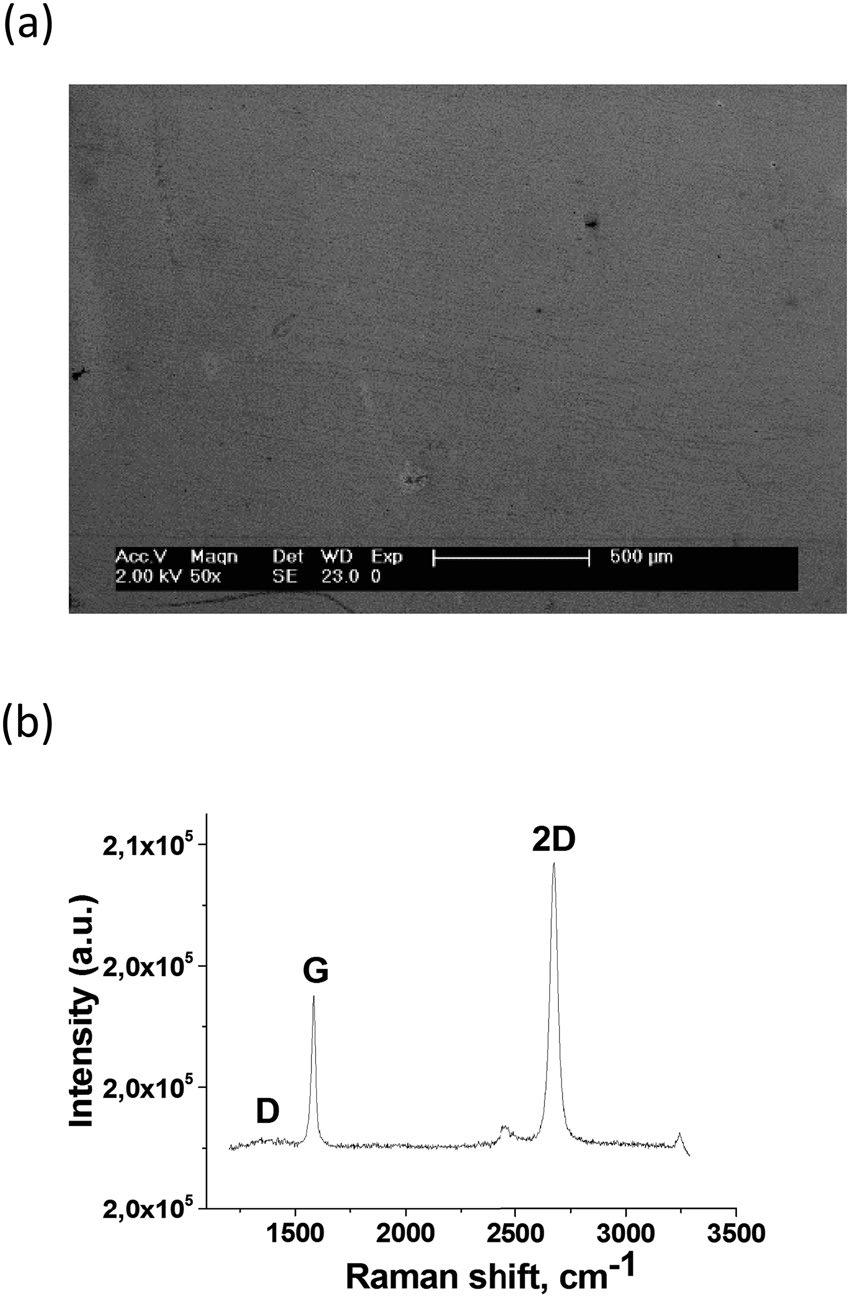 (a)
Acc.V Magn Det WD Exp 500 µm
2.00 kV 50x SE 23.0 0
(b)
2,1x10⁵
2D
2,0x10⁵
G
2,0x10⁵
D
2,0x10⁵
Intensity (a.u.)
1500 2000 2500 3000 3500
Raman shift, cm⁻¹